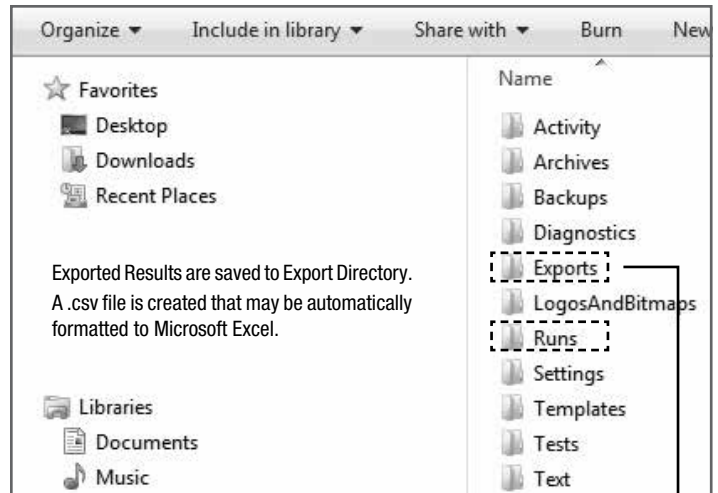 Organize Include in library Share with Burn New
Favorites
Desktop
Downloads
Recent Places
Exported Results are saved to Export Directory.
A .csv file is created that may be automatically
formatted to Microsoft Excel.
Libraries
Documents
Music
Name
Activity
Archives
Backups
Diagnostics
Exports
LogosAndBitmaps
Runs
Settings
Templates
Tests
Text